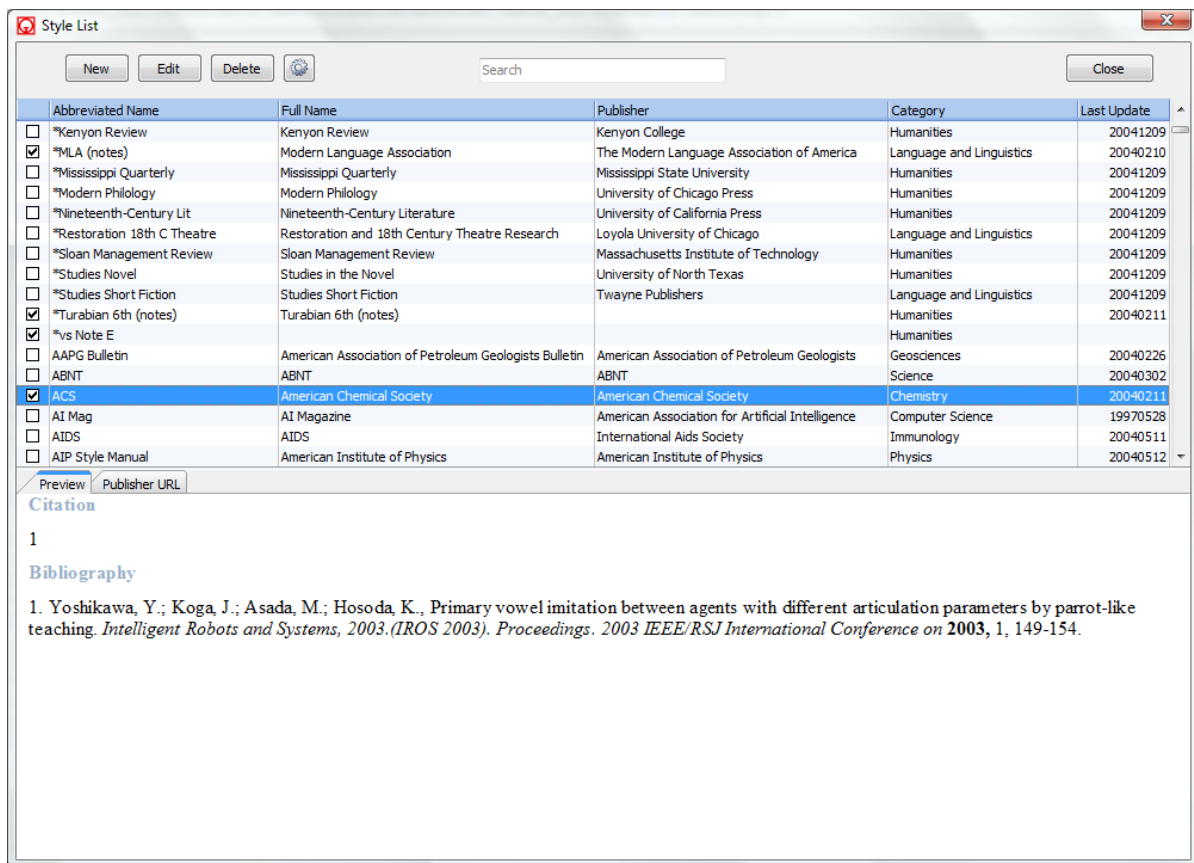 Style List
New Edit Delete Search Close
Abbreviated Name Full Name Publisher Category Last Update
*Kenyon Review Kenyon Review Kenyon College Humanities 20041209
*MLA (notes) Modern Language Association The Modern Language Association of America Language and Linguistics 20040210
*Mississippi Quarterly Mississippi Quarterly Mississippi State University Humanities 20041209
*Modern Philology Modern Philology University of Chicago Press Humanities 20041209
*Nineteenth-Century Lit Nineteenth-Century Literature University of California Press Humanities 20041209
*Restoration 18th C Theatre Restoration and 18th Century Theatre Research Loyola University of Chicago Language and Linguistics 20041209
*Sloan Management Review Sloan Management Review Massachusetts Institute of Technology Humanities 20041209
*Studies Novel Studies in the Novel University of North Texas Humanities 20041209
*Studies Short Fiction Studies Short Fiction Twayne Publishers Language and Linguistics 20041209
*Turabian 6th (notes) Turabian 6th (notes) Humanities 20040211
*vs Note E Humanities
AAPG Bulletin American Association of Petroleum Geologists Bulletin American Association of Petroleum Geologists Geosciences 20040226
ABNT ABNT ABNT Science 20040302
ACS American Chemical Society American Chemical Society Chemistry 20040211
AI Mag AI Magazine American Association for Artificial Intelligence Computer Science 19970528
AIDS AIDS International Aids Society Immunology 20040511
AIP Style Manual American Institute of Physics American Institute of Physics Physics 20040512
Preview Publisher URL
Citation
1
Bibliography
1. Yoshikawa, Y.; Koga, J.; Asada, M.; Hosoda, K., Primary vowel imitation between agents with different articulation parameters by parrot-like
teaching. Intelligent Robots and Systems, 2003.(IROS 2003). Proceedings. 2003 IEEE/RSJ International Conference on 2003, 1, 149-154.